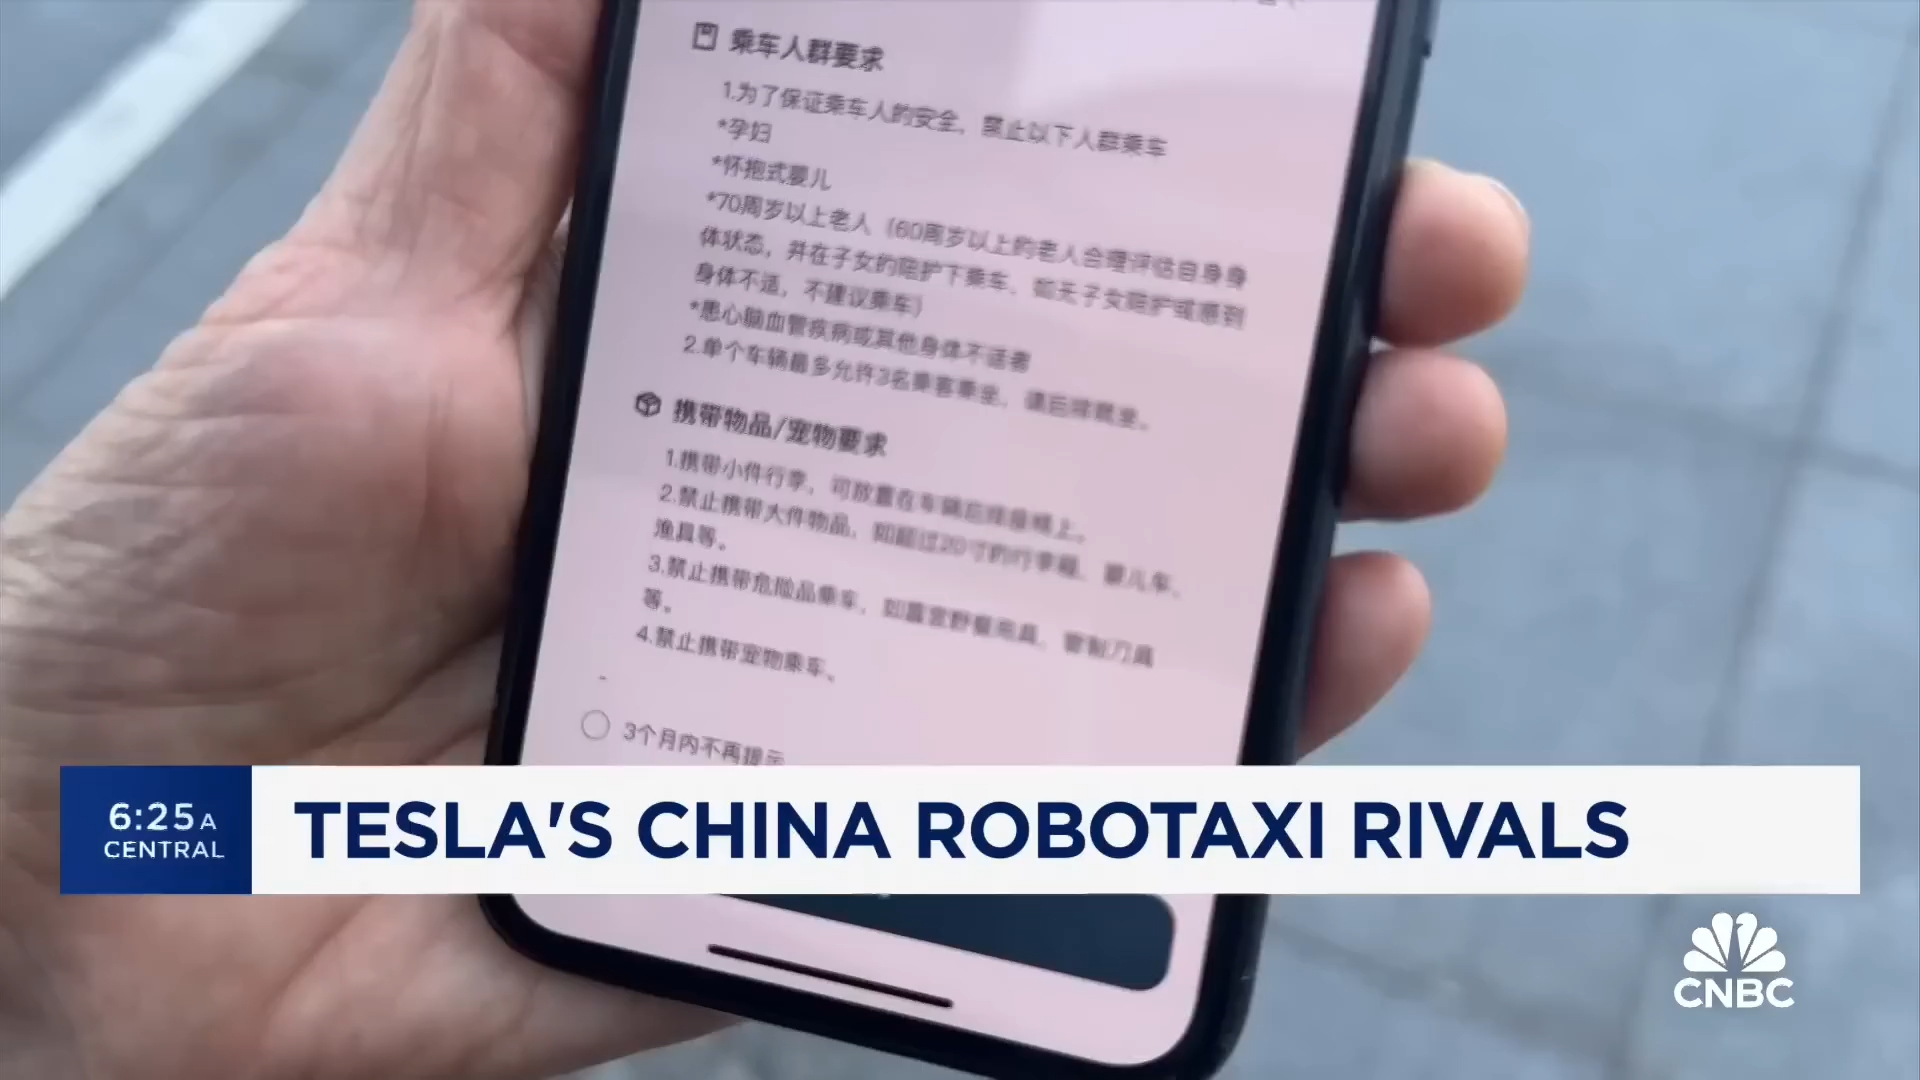 乘车人群要求
1.为了保证乘车人的安全，禁止以下人群乘车
*孕妇
*怀抱式婴儿
*70周岁以上老人（60周岁以上的老人合理评估自身身
体状态，并在子女的陪护下乘车，如无子女陪护或感到
身体不适，不建议乘车）
*患心脑血管疾病或其他身体不适者
2.单个车辆最多允许3名乘客乘坐，请后排就坐。
携带物品/宠物要求
1.携带小件行李，可放置在车辆后排座椅上。
2.禁止携带大件物品，如超过20寸的行李箱、婴儿车、
渔具等。
3.禁止携带危险品乘车，如露营野餐用具，管制刀具
等。
4.禁止携带宠物乘车。
3个月内不再提示
6:25A
CENTRAL
TESLA'S CHINA ROBOTAXI RIVALS
CNBC